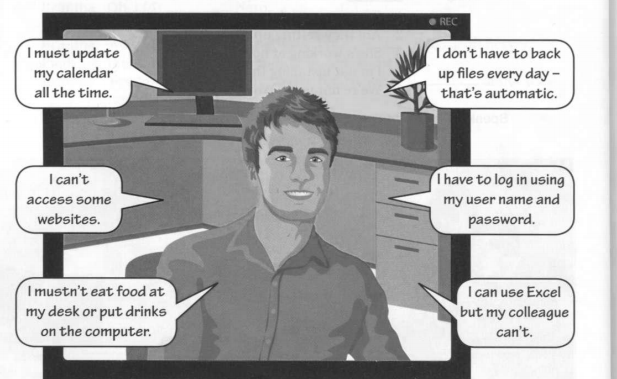 ● REC
I must update
my calendar
all the time.
I don't have to back
up files every day –
that's automatic.
I can't
access some
websites.
I have to log in using
my user name and
password.
I mustn't eat food at
my desk or put drinks
on the computer.
I can use Excel
but my colleague
can't.